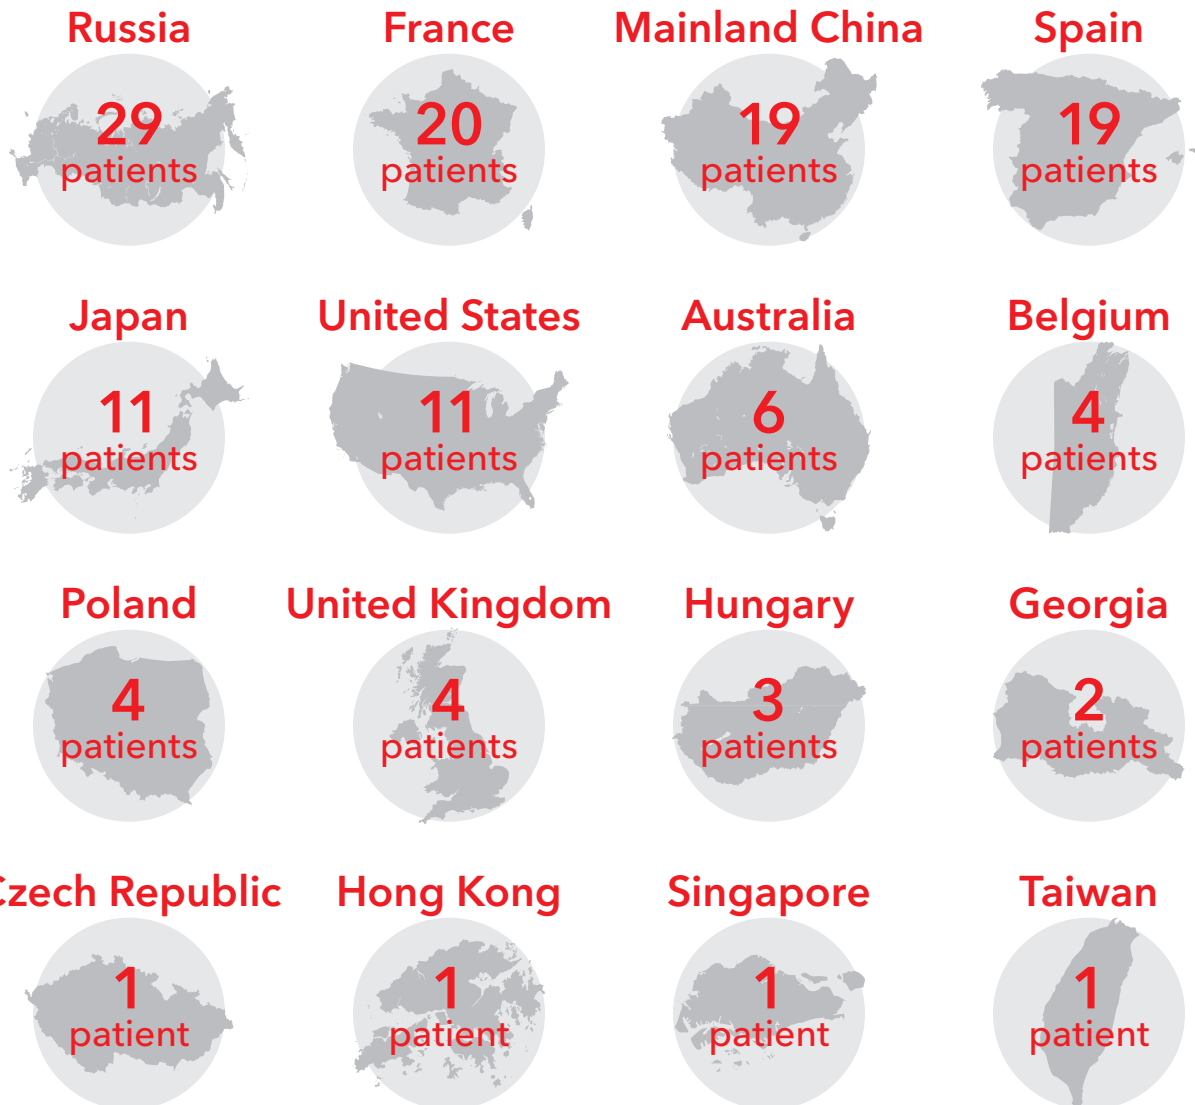 Russia
29
patients
France
20
patients
Mainland China
19
patients
Spain
19
patients
Japan
11
patients
United States
11
patients
Australia
6
patients
Belgium
4
patients
Poland
4
patients
United Kingdom
4
patients
Hungary
3
patients
Georgia
2
patients
Czech Republic
1
patient
Hong Kong
1
patient
Singapore
1
patient
Taiwan
1
patient